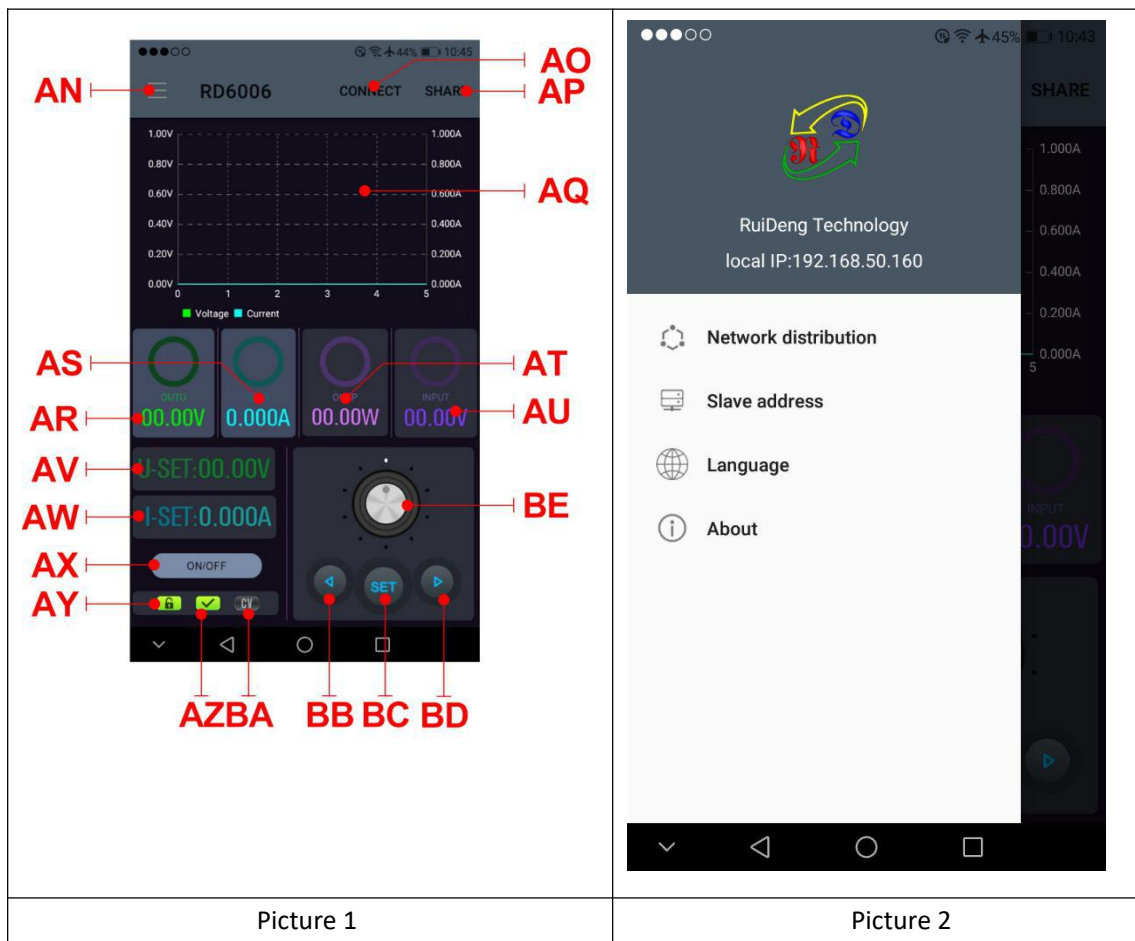 44% 10:45
AO
AN
RD6006
CONNECT
SHARE
AP
1.00V
1.000A
0.80V
0.800A
0.60V
0.600A
AQ
0.40V
0.400A
0.20V
0.200A
0.00V
0.000A
0 1 2 3 4 5
Voltage Current
AS
AT
OUTU
INPUT
AR
00.00V
0.000A
00.00W
00.00V
AU
AV
U-SET:00.00V
AW
I-SET:0.000A
BE
AX
ON/OFF
SET
AY
CV
AZ BA BB BC BD
Picture 1
45% 10:43
SHARE
1.000A
0.800A
RuiDeng Technology
0.600A
local IP:192.168.50.160
0.400A
0.200A
Network distribution
0.000A
5
Slave address
Language
INPUT
About
0.00V
Picture 2